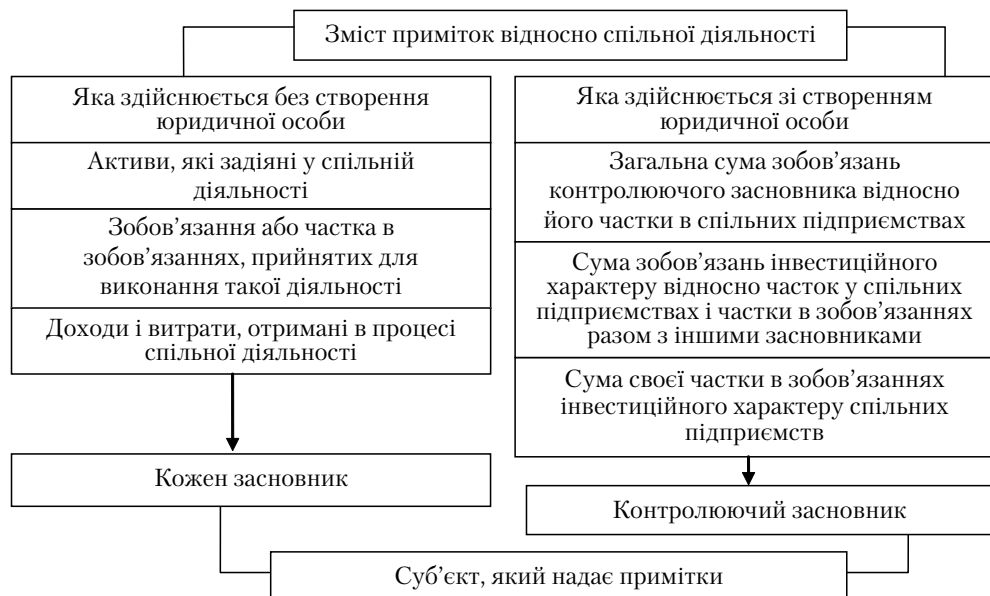 Зміст приміток відносно спільної діяльності
Яка здійснюється без створення
юридичної особи
Активи, які задіяні у спільній
діяльності
Зобов’язання або частка в
зобов’язаннях, прийнятих для
виконання такої діяльності
Доходи і витрати, отримані в процесі
спільної діяльності
Кожен засновник
Яка здійснюється зі створенням
юридичної особи
Загальна сума зобов’язань
контролюючого засновника відносно
його частки в спільних підприємствах
Сума зобов’язань інвестиційного
характеру відносно часток у спільних
підприємствах і частки в зобов’язаннях
разом з іншими засновниками
Сума своєї частки в зобов’язаннях
інвестиційного характеру спільних
підприємств
Контролюючий засновник
Суб’єкт, який надає примітки